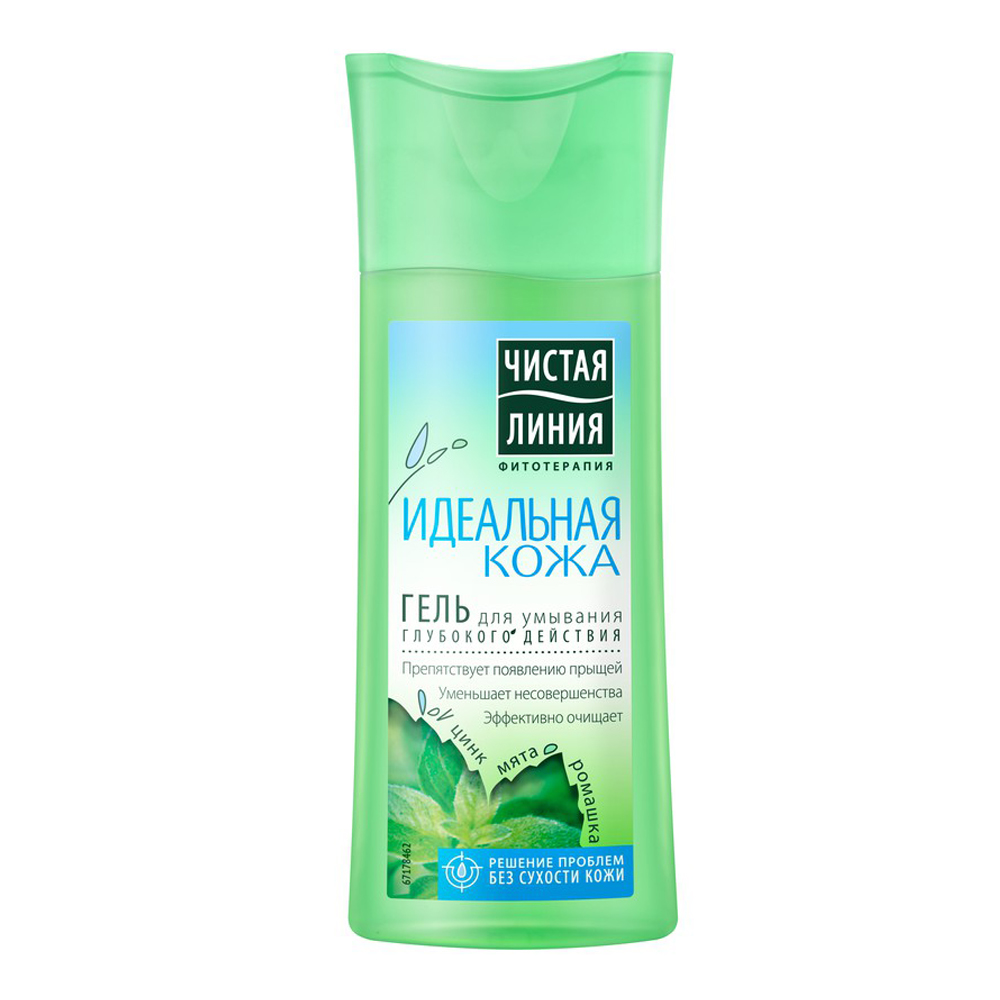 ЧИСТАЯ
ЛИНИЯ
ФИТОТЕРАПИЯ
ИДЕАЛЬНАЯ
КОЖА
ГЕЛЬ для умывания
ГЛУБОКОГО ДЕЙСТВИЯ
Препятствует появлению прыщей
Уменьшает несовершенства
Эффективно очищает
цинк
мята
ромашка
67178462
РЕШЕНИЕ ПРОБЛЕМ
БЕЗ СУХОСТИ КОЖИ